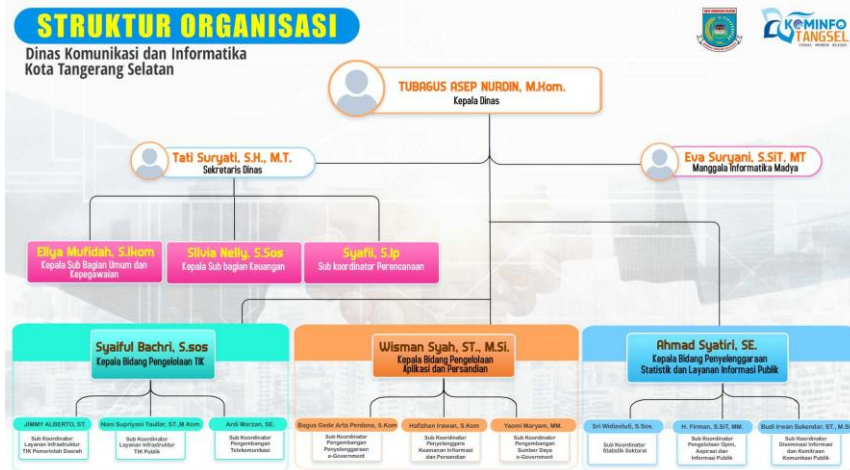 STRUKTUR ORGANISASI
Dinas Komunikasi dan Informatika
Kota Tangerang Selatan
KOMINFO
TANGSEL
TUBAGUS ASEP NURDIN, M.Kom.
Kepala Dinas
Tati Suryati, S.H., M.T.
Sekretaris Dinas
Eva Suryani, S.SiT, MT
Manggala Informatika Madya
Ellya Mufidah, S.Ikom
Kepala Sub Bagian Umum dan
Kepegawaian
Silvia Nelly, S.Sos
Kepala Sub bagian Keuangan
Syafii, S.Ip
Sub koordinator Perencanaan
Syaiful Bachri, S.sos
Kepala Bidang Pengelolaan TIK
Wisman Syah, ST., M.Si.
Kepala Bidang Pengelolaan
Aplikasi dan Persandian
Ahmad Syatiri, SE.
Kepala Bidang Penyelenggaraan
Statistik dan Layanan Informasi Publik
JIMMY ALBERTO, ST.
Sub Koordinator
Layanan Infrastruktur
TIK Pemerintah Daerah
Nani Supriyani Taullar, ST.,M.Kom.
Sub Koordinator
Layanan Infrastruktur
TIK Publik
Ardi Marzan, SE.
Sub Koordinator
Pengembangan
Telekomunikasi
Bagus Gede Arta Perdana, S.Kom
Sub Koordinator
Pengembangan
Penyelenggaraan
e-Government
Hafizhan Irawan, S.Kom
Sub Koordinator
Penyelenggara
Keamanan Informasi
dan Persandian
Yaomi Maryam, MM.
Sub Koordinator
Pengembangan
Sumber Daya
e-Government
Sri Widiastuti, S.Sos.
Sub Koordinator
Statistik Sektoral
H. Firman, S.SiT, MM.
Sub Koordinator
Pengelolaan Opini,
Aspirasi dan
Informasi Publik
Budi Irwan Sukendar, ST., M.Si
Sub Koordinator
Diseminasi Informasi
dan Kemitraan
Komunikasi Publik